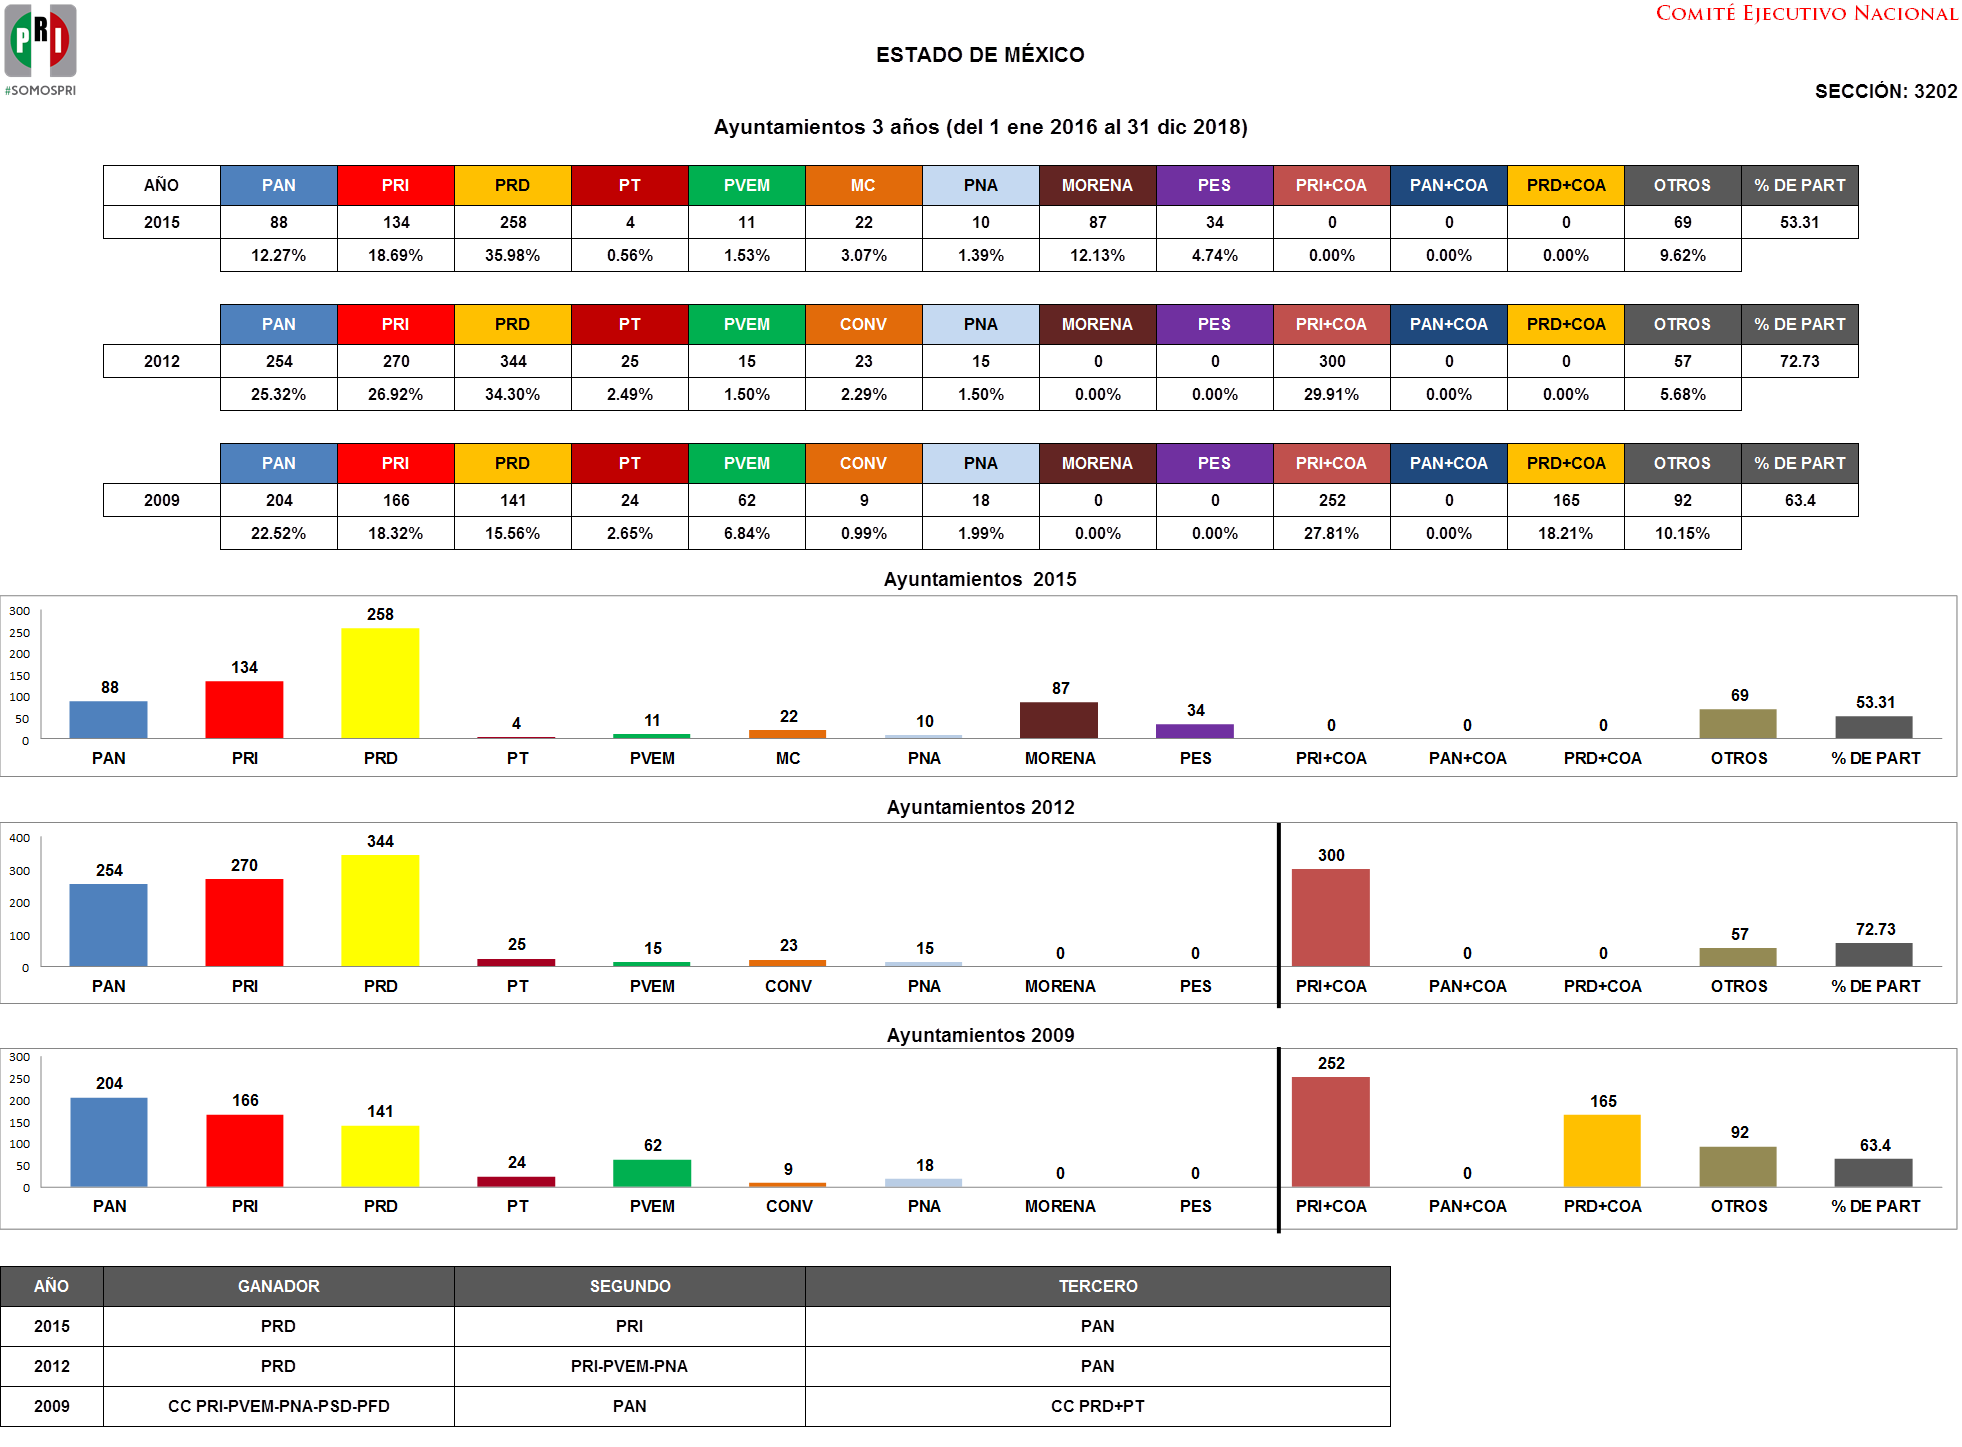 COMITÉ EJECUTIVO NACIONAL
PRI
#SOMOSPRI
ESTADO DE MÉXICO
SECCIÓN: 3202
Ayuntamientos 3 años (del 1 ene 2016 al 31 dic 2018)
AÑO PAN PRI PRD PT PVEM MC PNA MORENA PES PRI+COA PAN+COA PRD+COA OTROS % DE PART
2015 88 134 258 4 11 22 10 87 34 0 0 0 69 53.31
12.27% 18.69% 35.98% 0.56% 1.53% 3.07% 1.39% 12.13% 4.74% 0.00% 0.00% 0.00% 9.62%
PAN PRI PRD PT PVEM CONV PNA MORENA PES PRI+COA PAN+COA PRD+COA OTROS % DE PART
2012 254 270 344 25 15 23 15 0 0 300 0 0 57 72.73
25.32% 26.92% 34.30% 2.49% 1.50% 2.29% 1.50% 0.00% 0.00% 29.91% 0.00% 0.00% 5.68%
PAN PRI PRD PT PVEM CONV PNA MORENA PES PRI+COA PAN+COA PRD+COA OTROS % DE PART
2009 204 166 141 24 62 9 18 0 0 252 0 165 92 63.4
22.52% 18.32% 15.56% 2.65% 6.84% 0.99% 1.99% 0.00% 0.00% 27.81% 0.00% 18.21% 10.15%
Ayuntamientos 2015
300
250
200
150
100
50
0
88 134 258 4 11 22 10 87 34 0 0 0 69 53.31
PAN PRI PRD PT PVEM MC PNA MORENA PES PRI+COA PAN+COA PRD+COA OTROS % DE PART
Ayuntamientos 2012
400
300
200
100
0
254 270 344 25 15 23 15 0 0 300 0 0 57 72.73
PAN PRI PRD PT PVEM CONV PNA MORENA PES PRI+COA PAN+COA PRD+COA OTROS % DE PART
Ayuntamientos 2009
300
250
200
150
100
50
0
204 166 141 24 62 9 18 0 0 252 0 165 92 63.4
PAN PRI PRD PT PVEM CONV PNA MORENA PES PRI+COA PAN+COA PRD+COA OTROS % DE PART
AÑO GANADOR SEGUNDO TERCERO
2015 PRD PRI PAN
2012 PRD PRI-PVEM-PNA PAN
2009 CC PRI-PVEM-PNA-PSD-PFD PAN CC PRD+PT